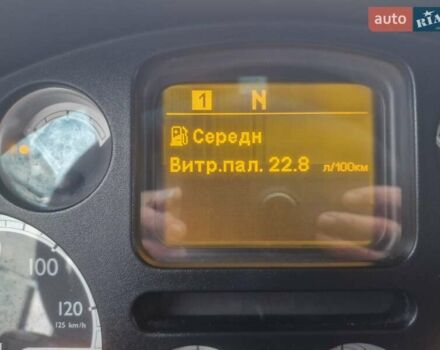 auto RIA
1 N
Середн
Витр.пал. 22.8 л/100км
100
120
125 km/h